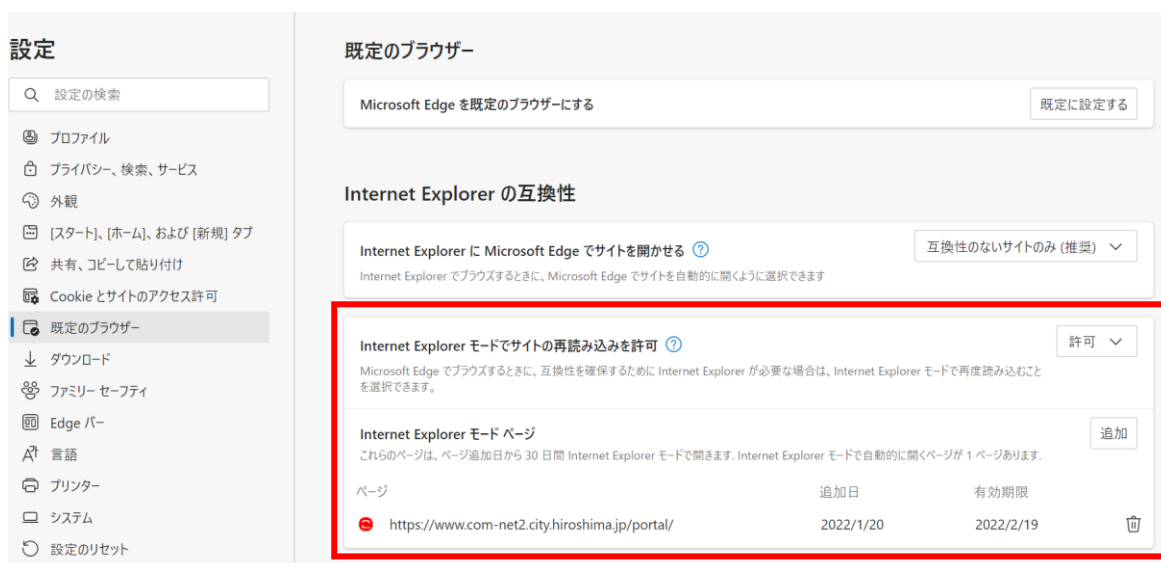 設定
設定の検索
プロファイル
プライバシー、検索、サービス
外観
[スタート]、[ホーム]、および [新規] タブ
共有、コピーして貼り付け
Cookie とサイトのアクセス許可
既定のブラウザー
ダウンロード
ファミリー セーフティ
Edge バー
言語
プリンター
システム
設定のリセット
既定のブラウザー
Microsoft Edge を既定のブラウザーにする
既定に設定する
Internet Explorer の互換性
Internet Explorer に Microsoft Edge でサイトを開かせる
互換性のないサイトのみ (推奨)
Internet Explorer でブラウズするときに、Microsoft Edge でサイトを自動的に開くように選択できます
Internet Explorer モードでサイトの再読み込みを許可
許可
Microsoft Edge でブラウズするときに、互換性を確保するために Internet Explorer が必要な場合は、Internet Explorer モードで再度読み込むこと
を選択できます。
Internet Explorer モード ページ
追加
これらのページは、ページ追加日から 30 日間 Internet Explorer モードで開きます. Internet Explorer モードで自動的に開くページが 1 ページあります.
ページ 追加日 有効期限
https://www.com-net2.city.hiroshima.jp/portal/ 2022/1/20 2022/2/19